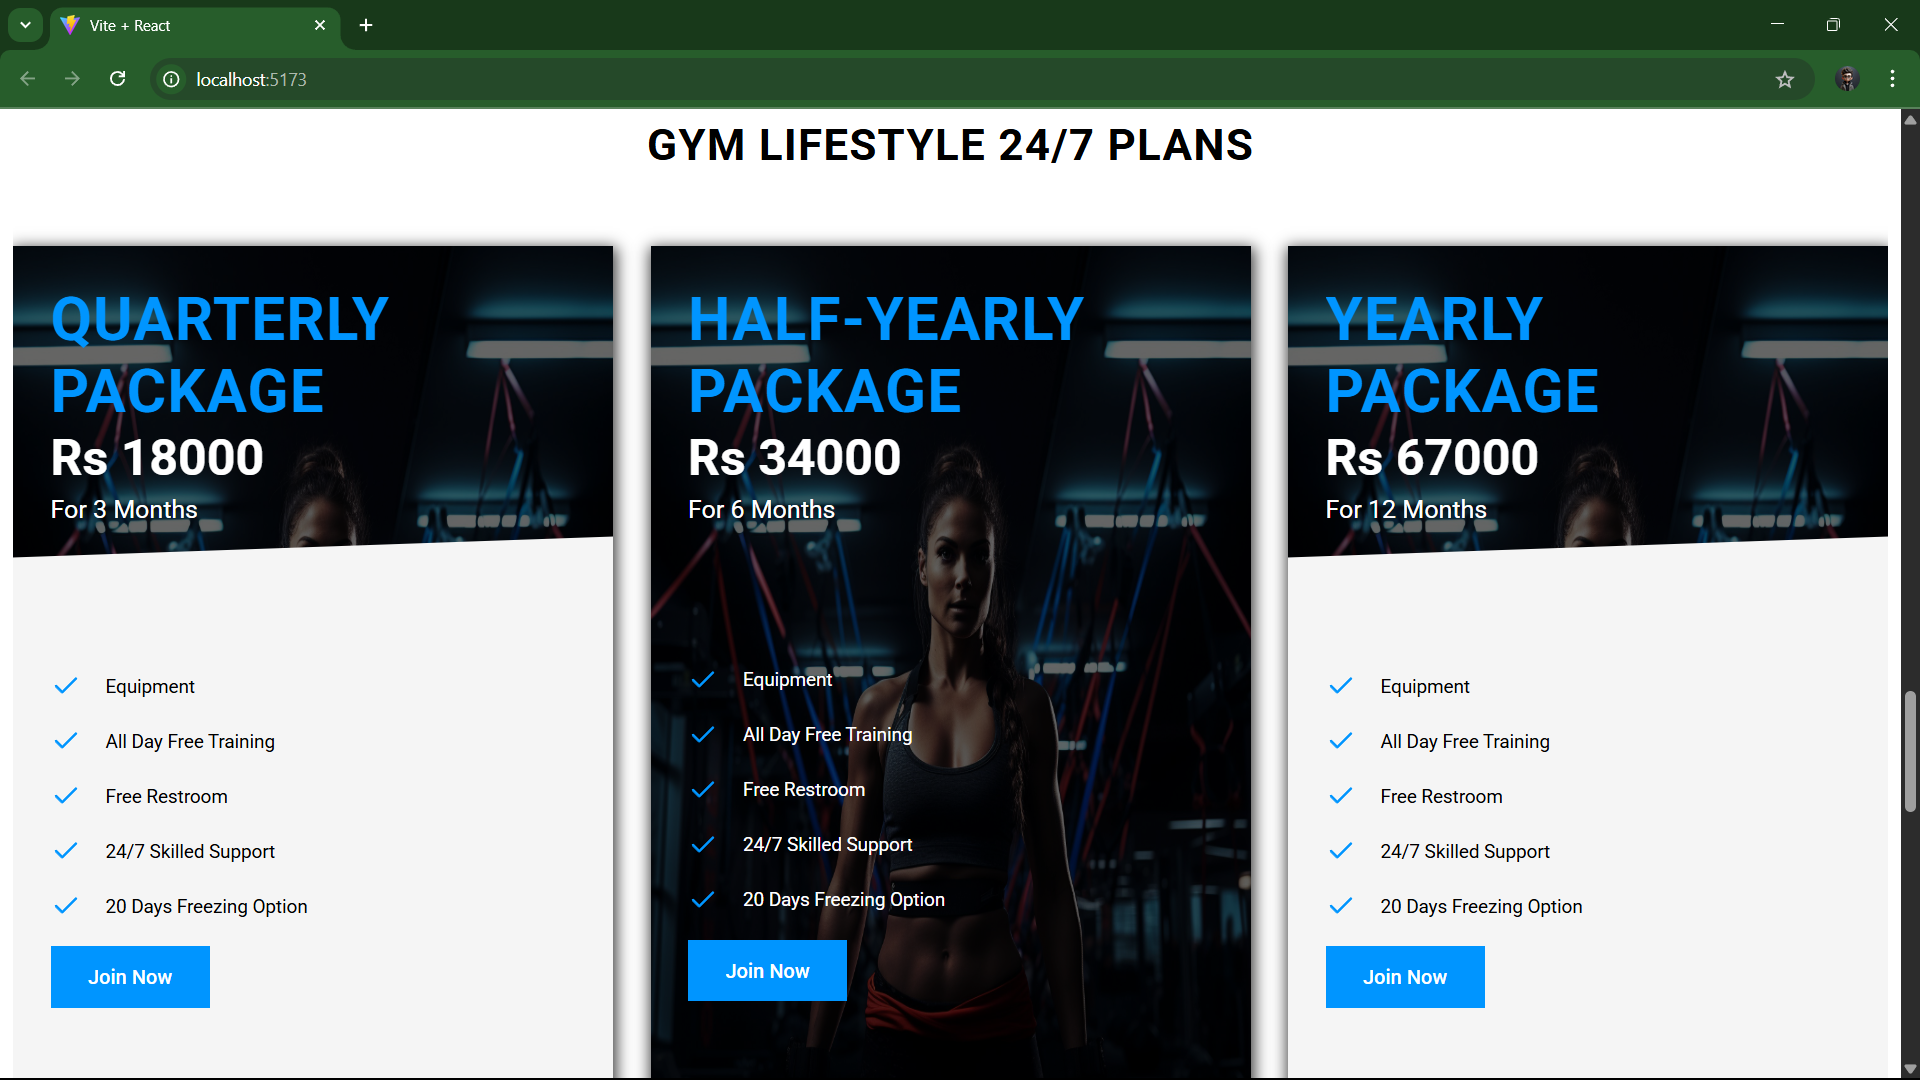 Vite + React
localhost:5173
GYM LIFESTYLE 24/7 PLANS
QUARTERLY
PACKAGE
Rs 18000
For 3 Months
Equipment
All Day Free Training
Free Restroom
24/7 Skilled Support
20 Days Freezing Option
Join Now
HALF-YEARLY
PACKAGE
Rs 34000
For 6 Months
Equipment
All Day Free Training
Free Restroom
24/7 Skilled Support
20 Days Freezing Option
Join Now
YEARLY
PACKAGE
Rs 67000
For 12 Months
Equipment
All Day Free Training
Free Restroom
24/7 Skilled Support
20 Days Freezing Option
Join Now